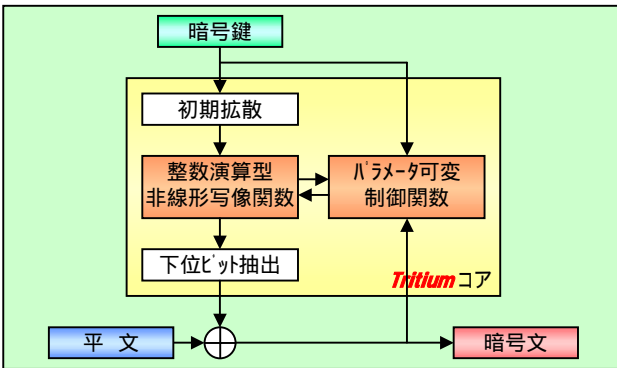 暗号鍵
初期拡散
整数演算型
非線形写像関数
ﾊﾟﾗﾒｰﾀ可変
制御関数
下位ﾋﾞｯﾄ抽出
Tritiumコア
平 文
暗号文